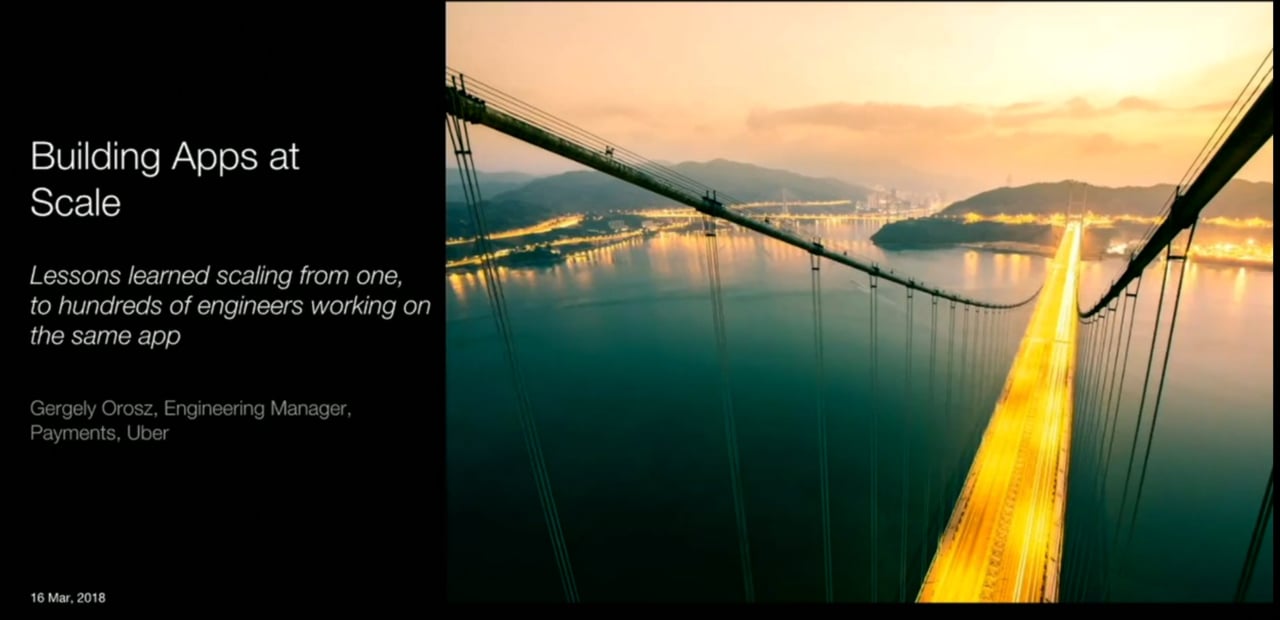 Building Apps at
Scale
Lessons learned scaling from one,
to hundreds of engineers working on
the same app
Gergely Orosz, Engineering Manager,
Payments, Uber
16 Mar, 2018